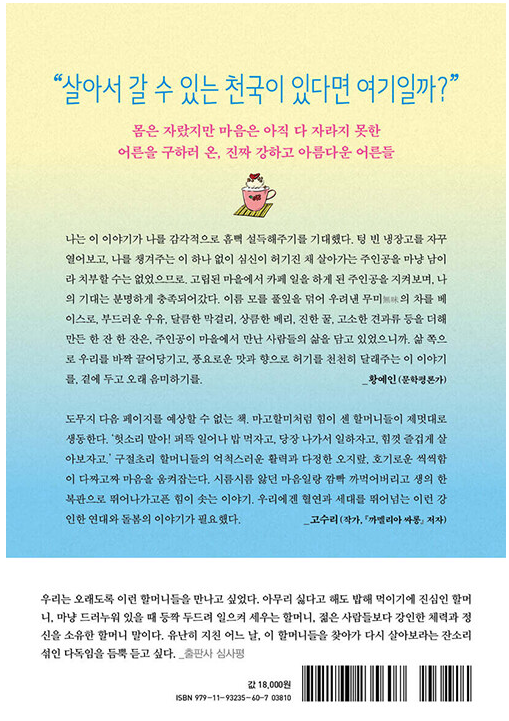 “살아서 갈 수 있는 천국이 있다면 여기일까?”
몸은 자랐지만 마음은 아직 다 자라지 못한
어른을 구하러 온, 진짜 강하고 아름다운 어른들
나는 이 이야기가 나를 감각적으로 흠뻑 설득해주기를 기대했다. 텅 빈 냉장고를 자꾸
열어보고, 나를 챙겨주는 이 하나 없이 심신이 허기진 채 살아가는 주인공을 마냥 남이
라 치부할 수는 없었으므로. 고립된 마을에서 카페 일을 하게 된 주인공을 지켜보며, 나
의 기대는 분명하게 충족되어갔다. 이름 모를 풀잎을 덖어 우려낸 무미無味의 차를 베
이스로, 부드러운 우유, 달큼한 막걸리, 상큼한 베리, 진한 꿀, 고소한 견과류 등을 더해
만든 한 잔 한 잔은, 주인공이 마을에서 만난 사람들의 삶을 담고 있었으니까. 삶 쪽으
로 우리를 바짝 끌어당기고, 풍요로운 맛과 향으로 허기를 천천히 달래주는 이 이야기
를, 곁에 두고 오래 음미하기를. _황예인(문학평론가)
도무지 다음 페이지를 예상할 수 없는 책. 마고할미처럼 힘이 센 할머니들이 제멋대로
생동한다. ‘헛소리 말아! 퍼뜩 일어나 밥 먹자고, 당장 나가서 일하자고, 힘껏 즐겁게 살
아보자고.’ 구절초리 할머니들의 억척스러운 활력과 다정한 오지랖, 호기로운 씩씩함
이 다짜고짜 마음을 움켜잡는다. 시름시름 앓던 마음일랑 깜빡 까먹어버리고 생의 한
복판으로 뛰어나가고픈 힘이 솟는 이야기. 우리에겐 혈연과 세대를 뛰어넘는 이런 강
인한 연대와 돌봄의 이야기가 필요했다. _고수리(작가, 『까멜리아 싸롱』 저자)
우리는 오래도록 이런 할머니들을 만나고 싶었다. 아무리 싫다고 해도 밥해 먹이기에 진심인 할머
니, 마냥 드러누워 있을 때 등짝 두드려 일으켜 세우는 할머니, 젊은 사람들보다 강인한 체력과 정
신을 소유한 할머니 말이다. 유난히 지친 어느 날, 이 할머니들을 찾아가 다시 살아보라는 잔소리
섞인 다독임을 듬뿍 듣고 싶다. _출판사 심사평
값 18,000원
ISBN 979-11-93235-60-7 03810